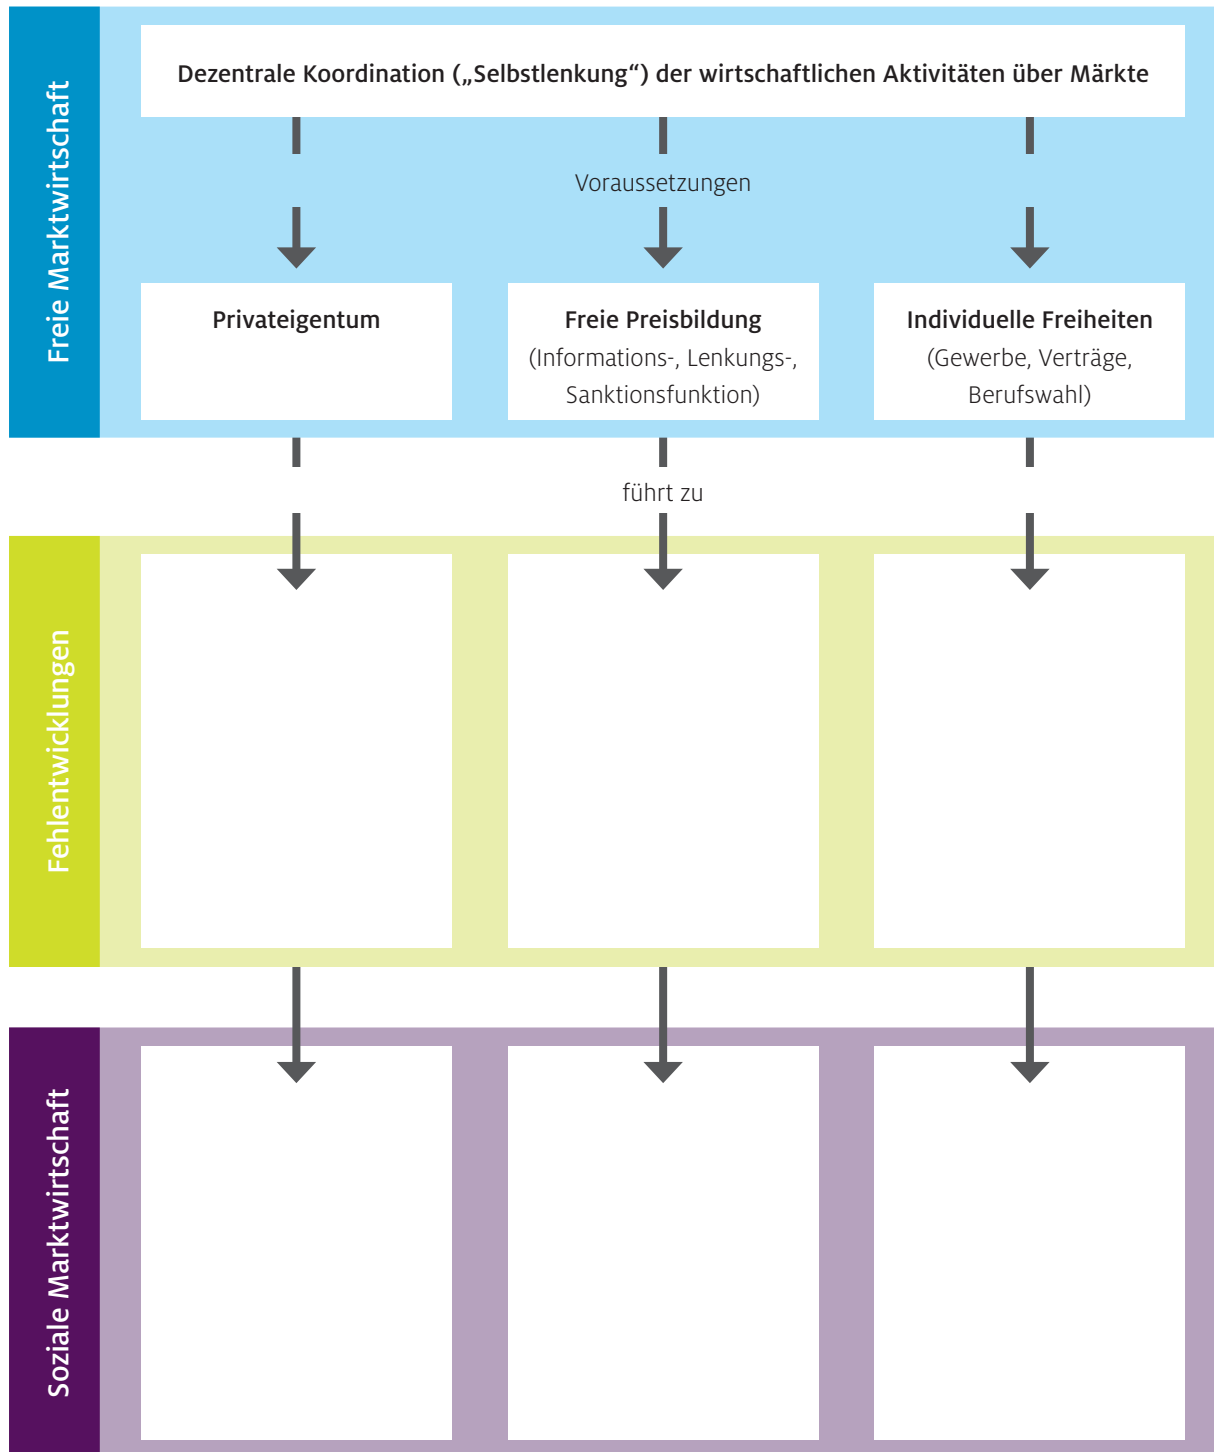 Freie Marktwirtschaft
Dezentrale Koordination („Selbstlenkung“) der wirtschaftlichen Aktivitäten über Märkte
Voraussetzungen
Privateigentum
Freie Preisbildung
(Informations-, Lenkungs-,
Sanktionsfunktion)
Individuelle Freiheiten
(Gewerbe, Verträge,
Berufswahl)
führt zu
Fehlentwicklungen
Soziale Marktwirtschaft